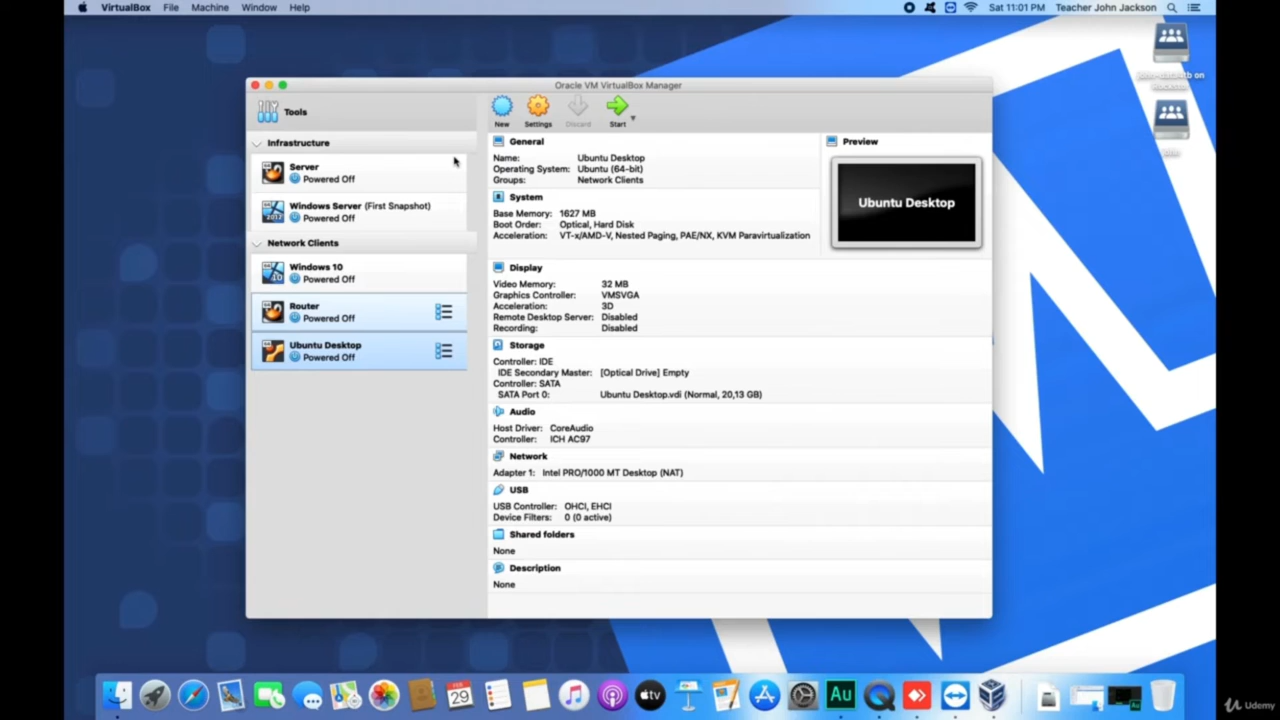 VirtualBox File Machine Window Help
Sat 11:01 PM Teacher John Jackson
Oracle VM VirtualBox Manager
Tools
New Settings Discard Start
Infrastructure
Server
Powered Off
Windows Server (First Snapshot)
Powered Off
Network Clients
Windows 10
Powered Off
Router
Powered Off
Ubuntu Desktop
Powered Off
General
Name: Ubuntu Desktop
Operating System: Ubuntu (64-bit)
Groups: Network Clients
System
Base Memory: 1627 MB
Boot Order: Optical, Hard Disk
Acceleration: VT-x/AMD-V, Nested Paging, PAE/NX, KVM Paravirtualization
Preview
Ubuntu Desktop
Display
Video Memory: 32 MB
Graphics Controller: VMSVGA
Acceleration: 3D
Remote Desktop Server: Disabled
Recording: Disabled
Storage
Controller: IDE
IDE Secondary Master: [Optical Drive] Empty
Controller: SATA
SATA Port 0: Ubuntu Desktop.vdi (Normal, 20,13 GB)
Audio
Host Driver: CoreAudio
Controller: ICH AC97
Network
Adapter 1: Intel PRO/1000 MT Desktop (NAT)
USB
USB Controller: OHCI, EHCI
Device Filters: 0 (0 active)
Shared folders
None
Description
None
29
tv
Au
Udemy